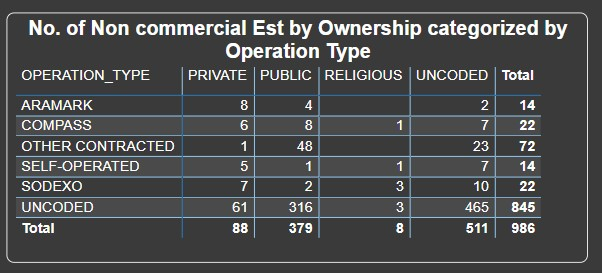 No. of Non commercial Est by Ownership categorized by
Operation Type
OPERATION_TYPE PRIVATE PUBLIC RELIGIOUS UNCODED Total
ARAMARK 8 4 2 14
COMPASS 6 8 1 7 22
OTHER CONTRACTED 1 48 23 72
SELF-OPERATED 5 1 1 7 14
SODEXO 7 2 3 10 22
UNCODED 61 316 3 465 845
Total 88 379 8 511 986